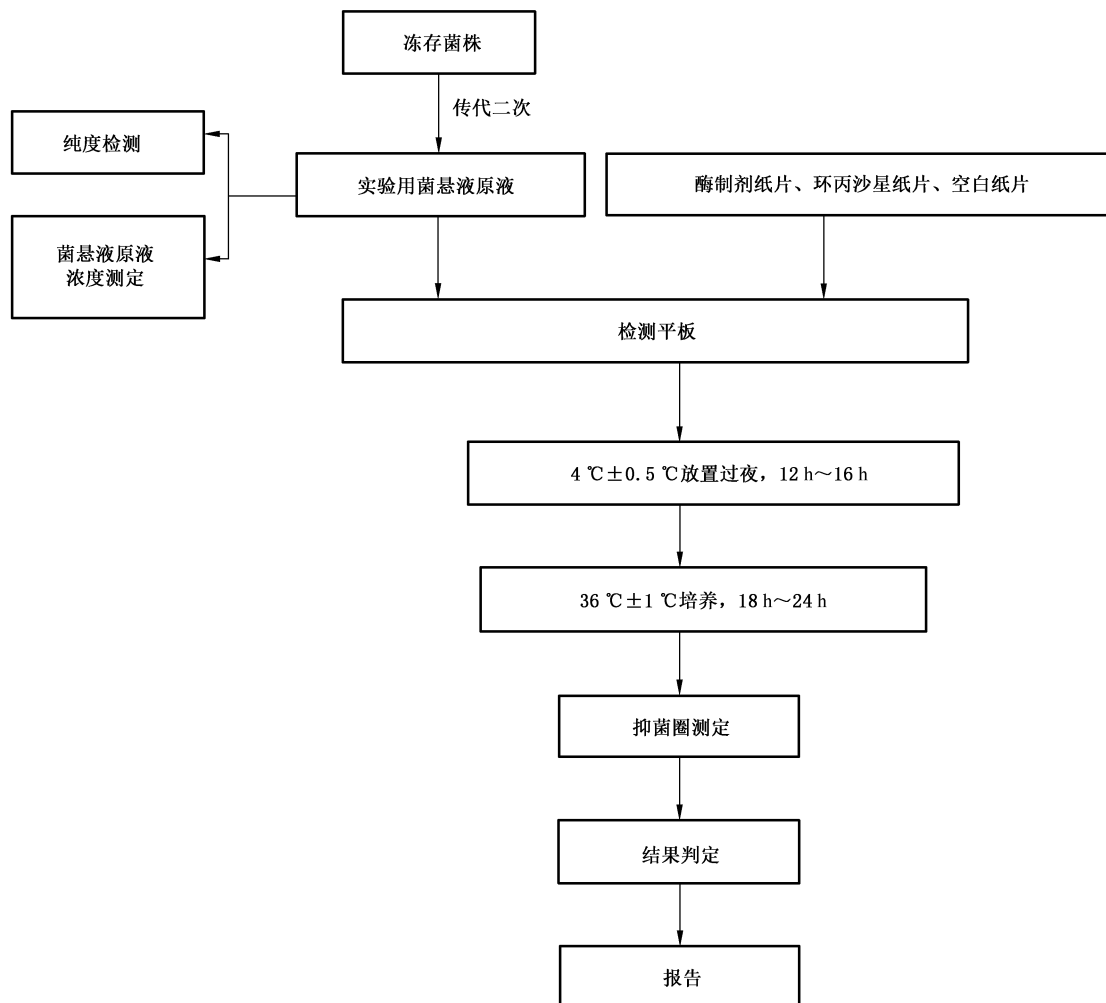 冻存菌株
传代二次
纯度检测
实验用菌悬液原液
酶制剂纸片、环丙沙星纸片、空白纸片
菌悬液原液
浓度测定
检测平板
4 ℃±0.5 ℃放置过夜，12 h～16 h
36 ℃±1 ℃培养，18 h～24 h
抑菌圈测定
结果判定
报告